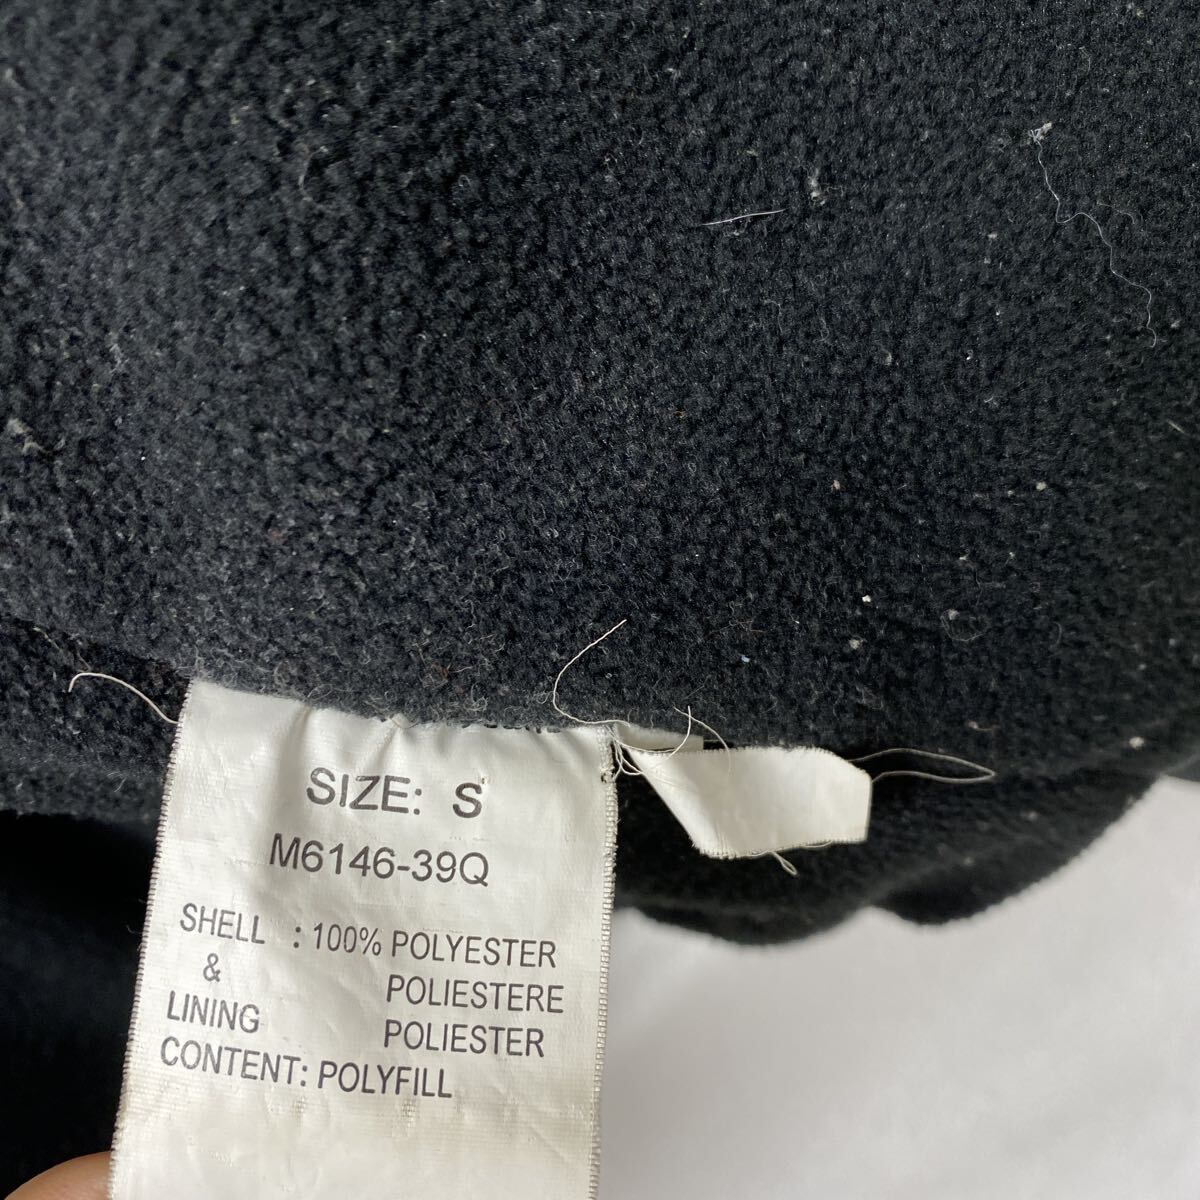 SIZE: S
M6146-39Q
SHELL : 100% POLYESTER
& POLIESTERE
LINING POLIESTER
CONTENT: POLYFILL